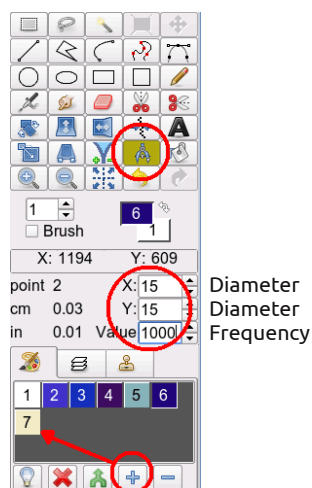 A
1
6
Brush
1
X: 1194 Y: 609
point 2 X: 15 Diameter
cm 0.03 Y: 15 Diameter
in 0.01 Value 1000 Frequency
1 2 3 4 5 6
7